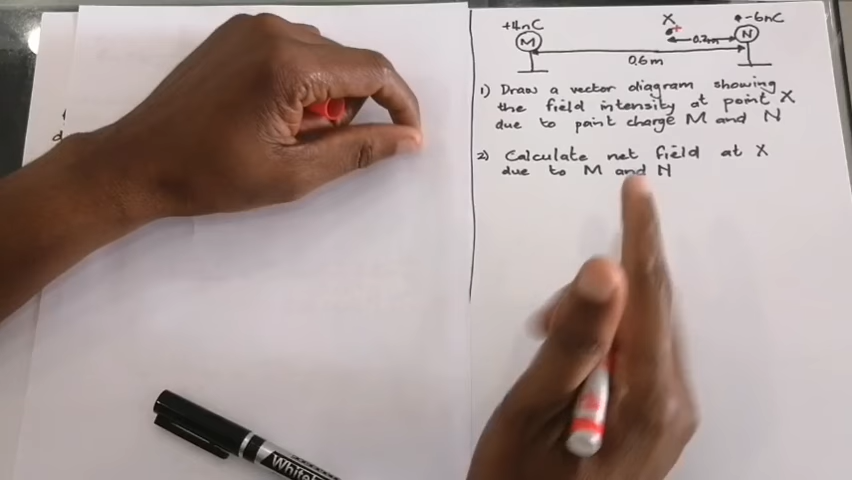 +4nC
X
-6nC
M
+
0.2m
N
0.6m
1) Draw a vector diagram showing
the field intensity at point X
due to point charge M and N
2) Calculate net field at X
due to M and N
White